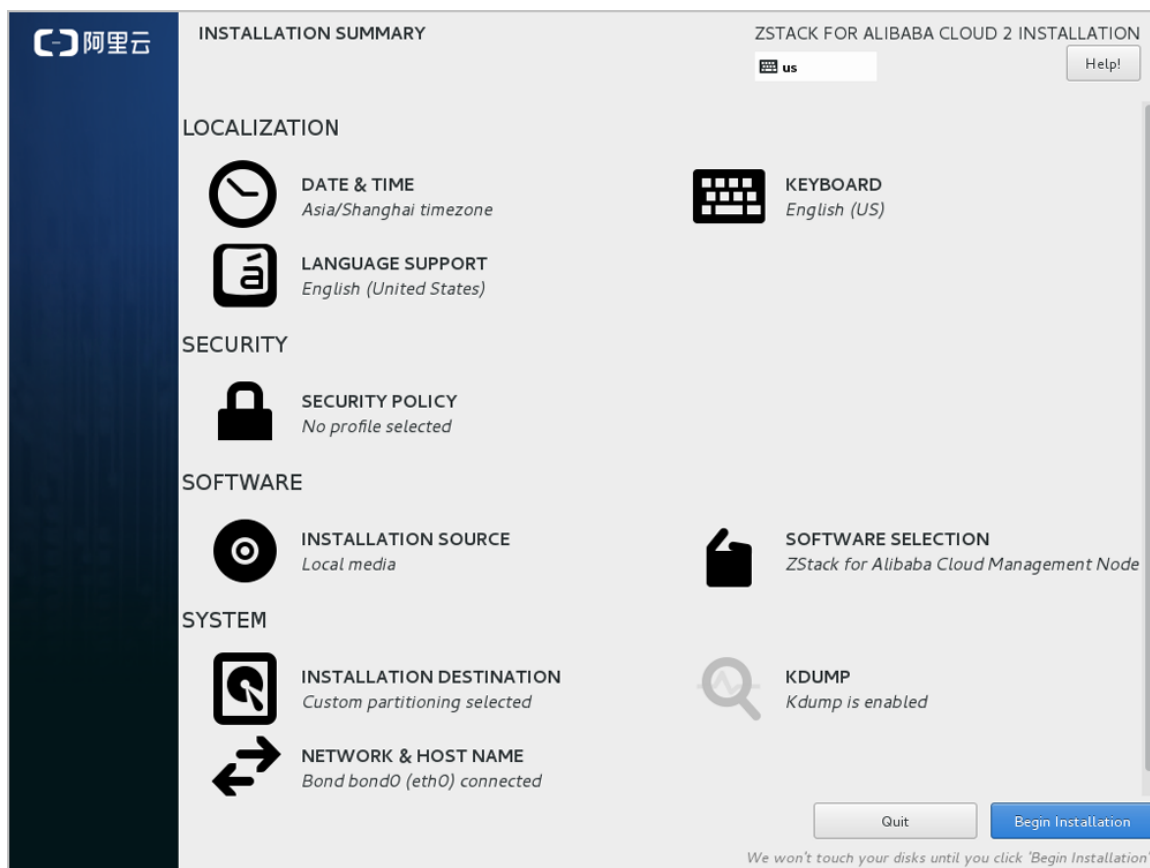 阿里云
INSTALLATION SUMMARY
ZSTACK FOR ALIBABA CLOUD 2 INSTALLATION
us
Help!
LOCALIZATION
DATE & TIME
Asia/Shanghai timezone
KEYBOARD
English (US)
LANGUAGE SUPPORT
English (United States)
SECURITY
SECURITY POLICY
No profile selected
SOFTWARE
INSTALLATION SOURCE
Local media
SOFTWARE SELECTION
ZStack for Alibaba Cloud Management Node
SYSTEM
INSTALLATION DESTINATION
Custom partitioning selected
KDUMP
Kdump is enabled
NETWORK & HOST NAME
Bond bond0 (eth0) connected
Quit
Begin Installation
We won't touch your disks until you click 'Begin Installation'